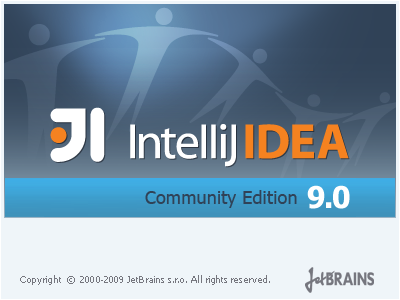 JI IntelliJ IDEA
Community Edition 9.0
Copyright © 2000-2009 JetBrains s.r.o. All rights reserved.
JetBRAINS